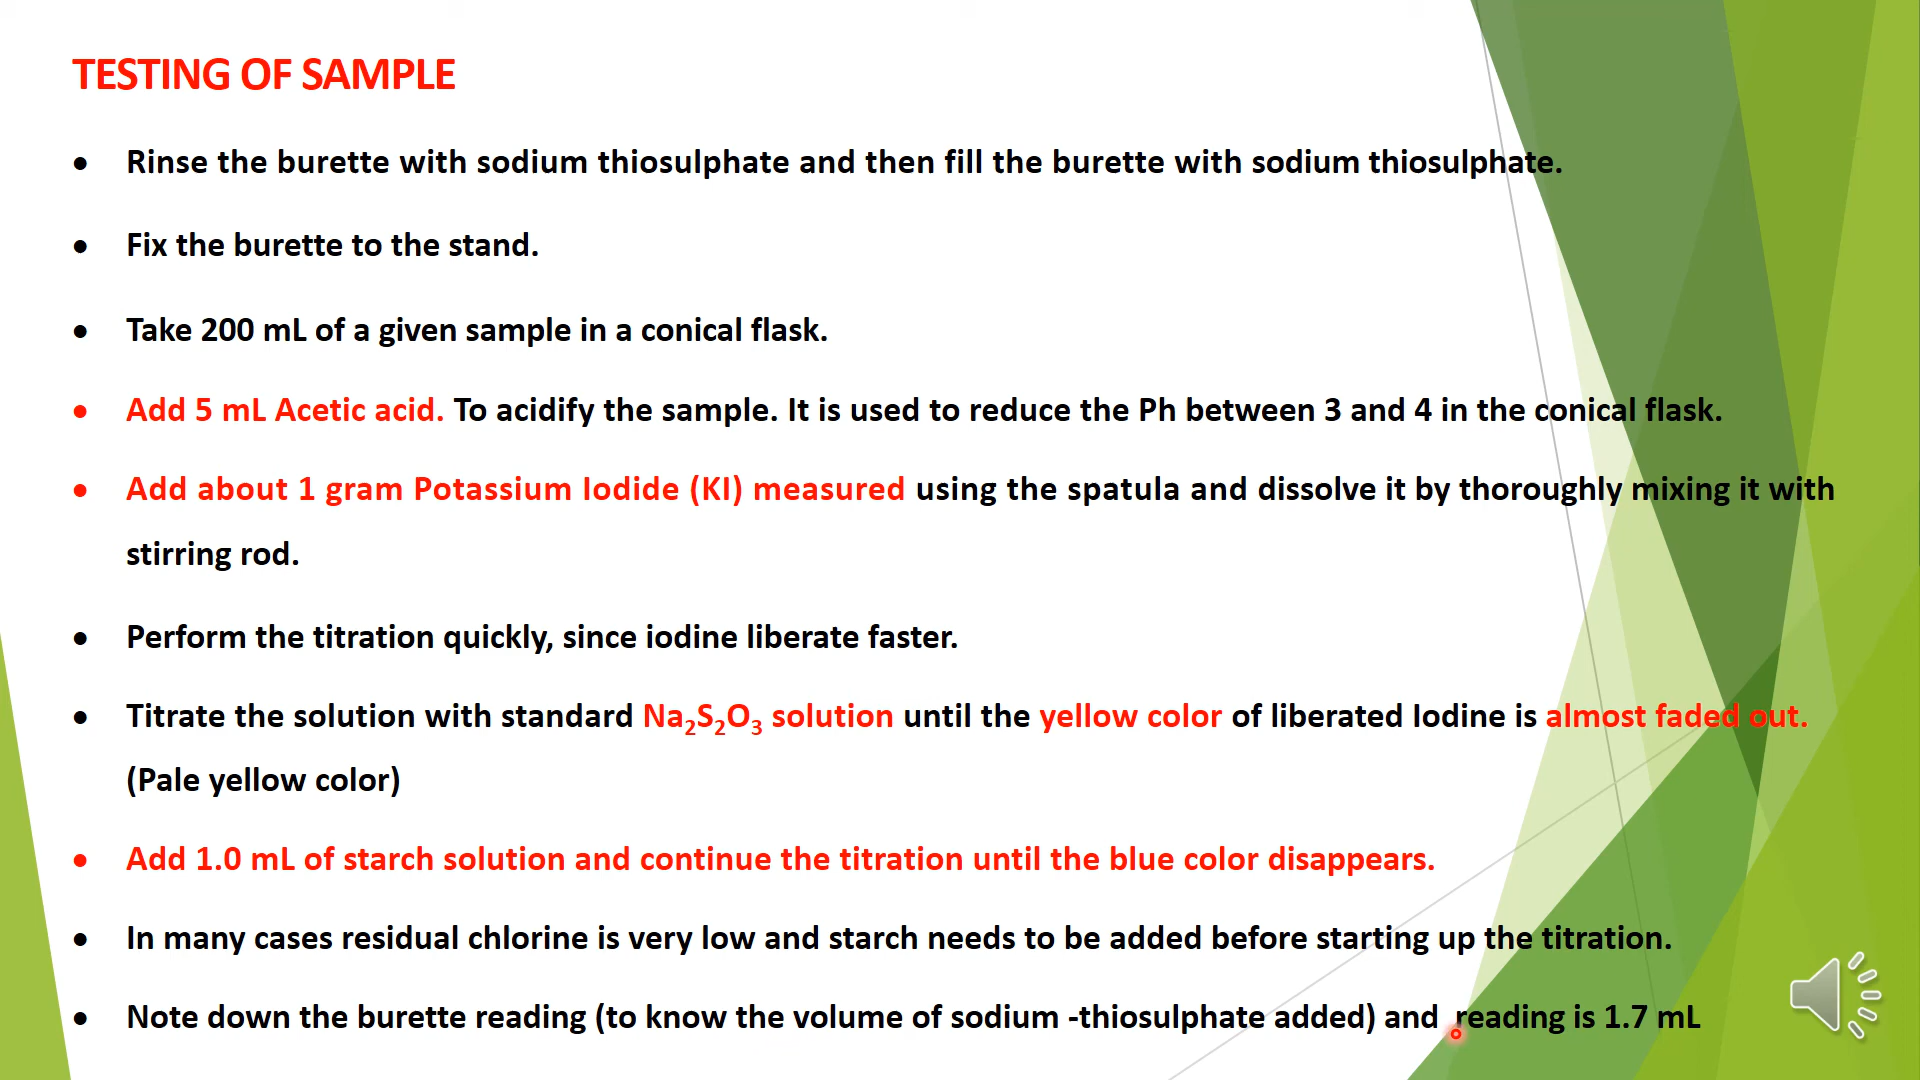 TESTING OF SAMPLE
• Rinse the burette with sodium thiosulphate and then fill the burette with sodium thiosulphate.
• Fix the burette to the stand.
• Take 200 mL of a given sample in a conical flask.
• Add 5 mL Acetic acid. To acidify the sample. It is used to reduce the Ph between 3 and 4 in the conical flask.
• Add about 1 gram Potassium Iodide (KI) measured using the spatula and dissolve it by thoroughly mixing it with
stirring rod.
• Perform the titration quickly, since iodine liberate faster.
• Titrate the solution with standard Na₂S₂O₃ solution until the yellow color of liberated Iodine is almost faded out.
(Pale yellow color)
• Add 1.0 mL of starch solution and continue the titration until the blue color disappears.
• In many cases residual chlorine is very low and starch needs to be added before starting up the titration.
• Note down the burette reading (to know the volume of sodium -thiosulphate added) and reading is 1.7 mL